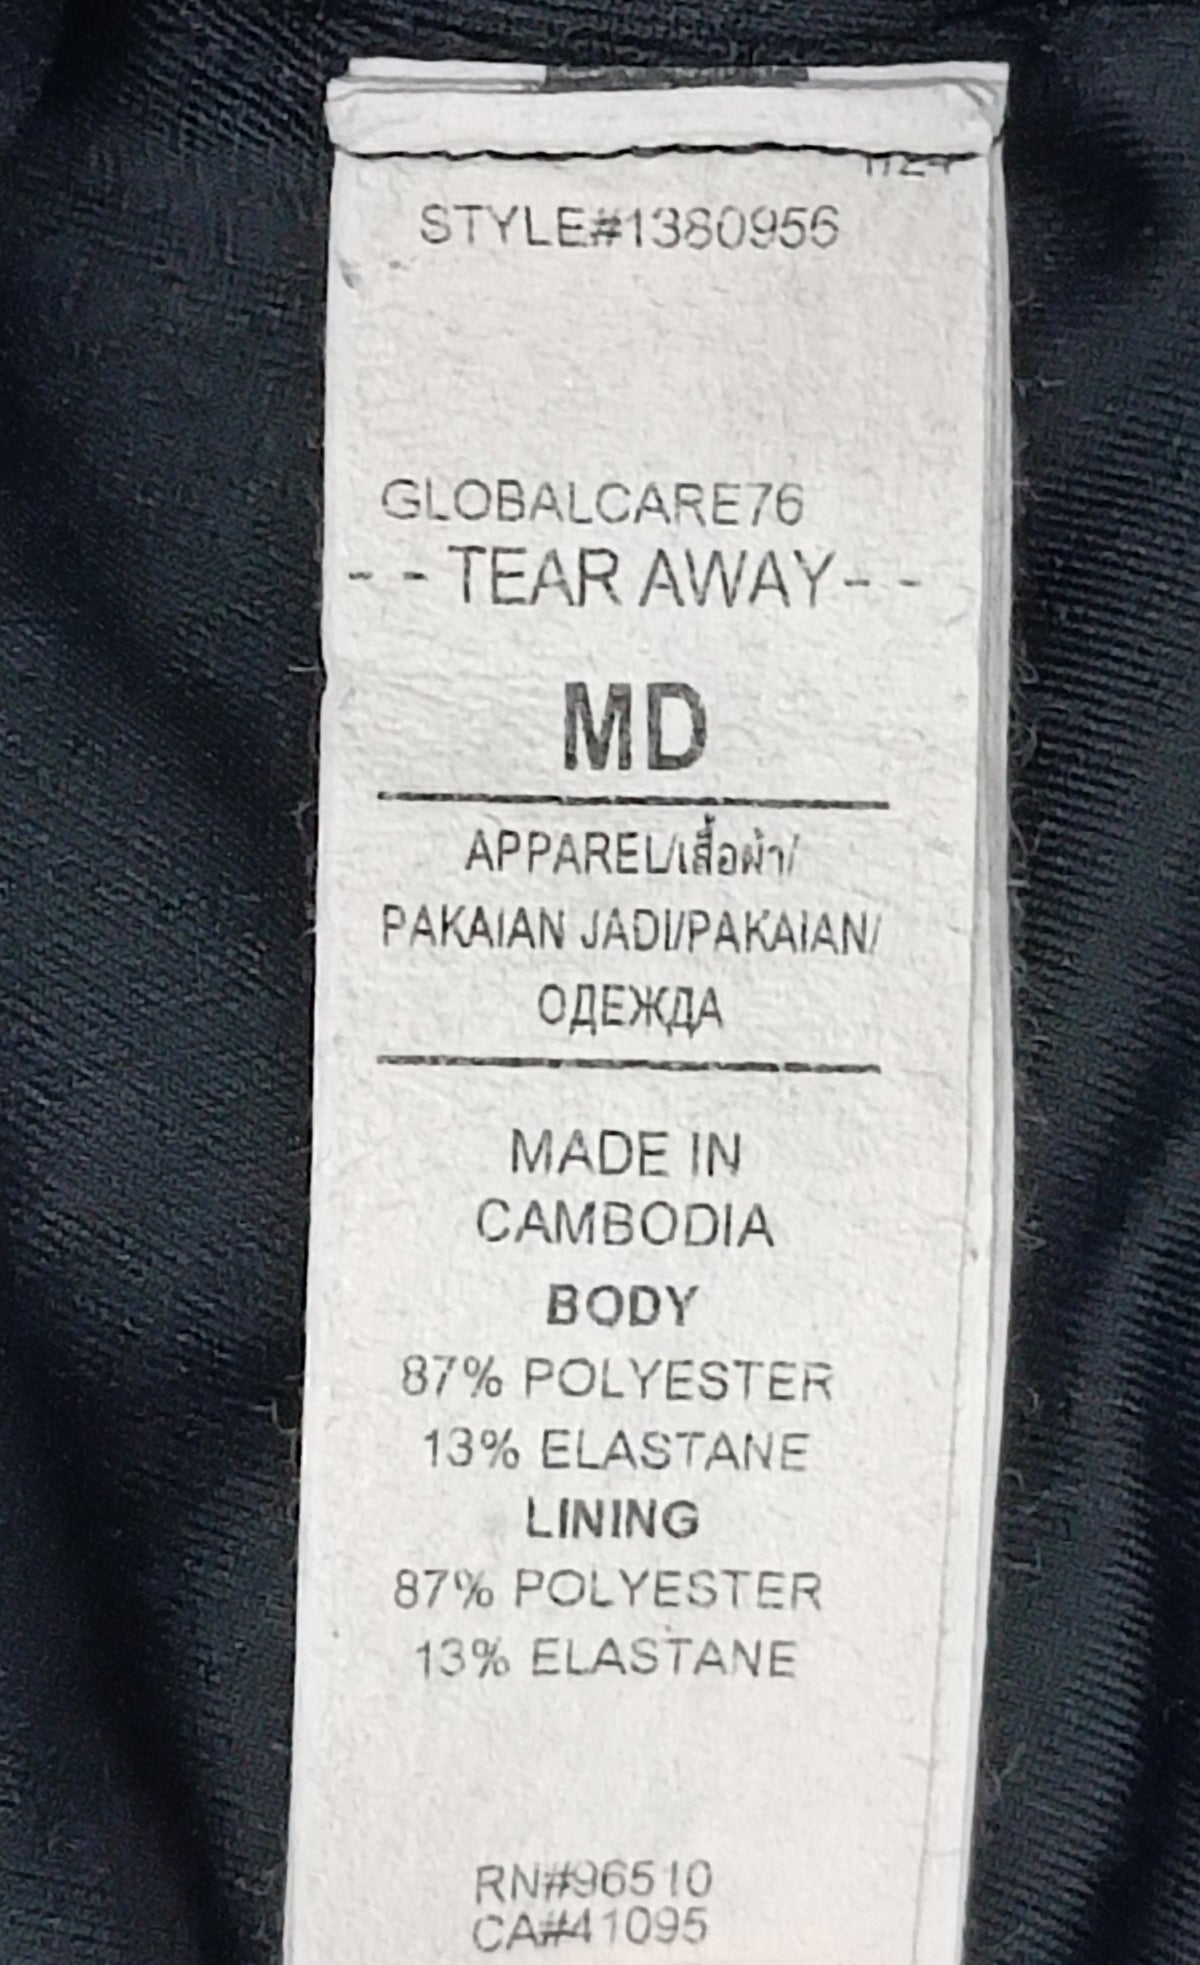 STYLE#1380956
GLOBALCARE76
- - TEAR AWAY - -
MD
APPAREL/เสื้อผ้า/
PAKAIAN JADI/PAKAIAN/
ОДЕЖДА
MADE IN
CAMBODIA
BODY
87% POLYESTER
13% ELASTANE
LINING
87% POLYESTER
13% ELASTANE
RN#96510
CA#41095